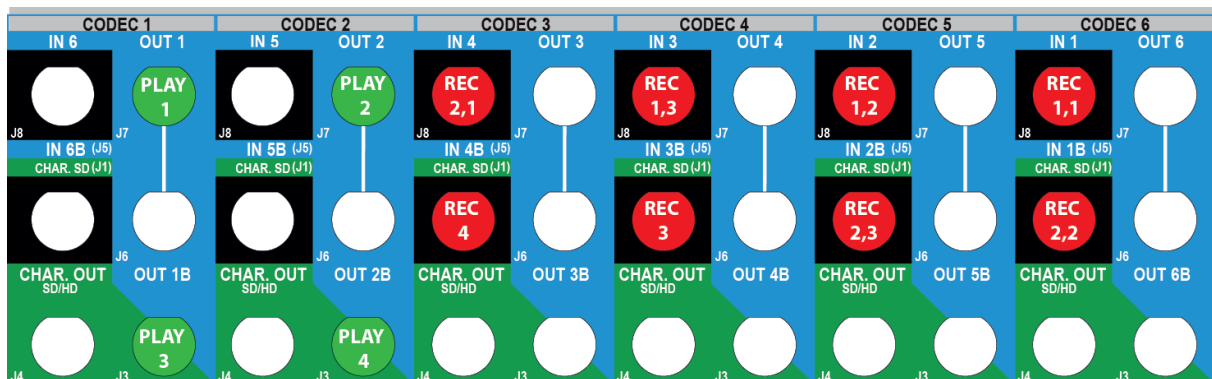 CODEC 1 CODEC 2 CODEC 3 CODEC 4 CODEC 5 CODEC 6
IN 6 OUT 1 IN 5 OUT 2 IN 4 OUT 3 IN 3 OUT 4 IN 2 OUT 5 IN 1 OUT 6
PLAY PLAY REC REC REC REC
1 2 2,1 1,3 1,2 1,1
J8 J7 J8 J7 J8 J7 J8 J7 J8 J7 J8 J7
IN 6B (J5) IN 5B (J5) IN 4B (J5) IN 3B (J5) IN 2B (J5) IN 1B (J5)
CHAR. SD (J1) CHAR. SD (J1) CHAR. SD (J1) CHAR. SD (J1) CHAR. SD (J1) CHAR. SD (J1)
REC REC REC REC
4 3 2,3 2,2
J6 J6 J6 J6 J6 J6
CHAR. OUT OUT 1B CHAR. OUT OUT 2B CHAR. OUT OUT 3B CHAR. OUT OUT 4B CHAR. OUT OUT 5B CHAR. OUT OUT 6B
SD/HD SD/HD SD/HD SD/HD SD/HD SD/HD
PLAY PLAY
3 4
J4 J3 J4 J3 J4 J3 J4 J3 J4 J3 J4 J3